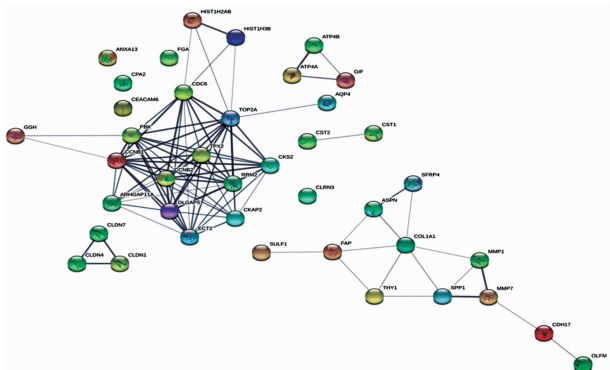 HIST1H2AB
HIST1H3B
ATP4B
ANXA13
FGA
ATP4A
GIF
CPA2
CDC6
CEACAM6
TOP2A
AQP4
GGH
PBK
CST2
CST1
TPX2
CCNB1
CKS2
CCNB2
RRM2
SFRP4
ARHGAP11A
CLRN3
DLGAP5
ASPN
CKAP2
CLDN7
ECT2
COL1A1
SULF1
FAP
MMP1
CLDN4
CLDN1
THY1
SPP1
MMP7
CDH17
OLFM